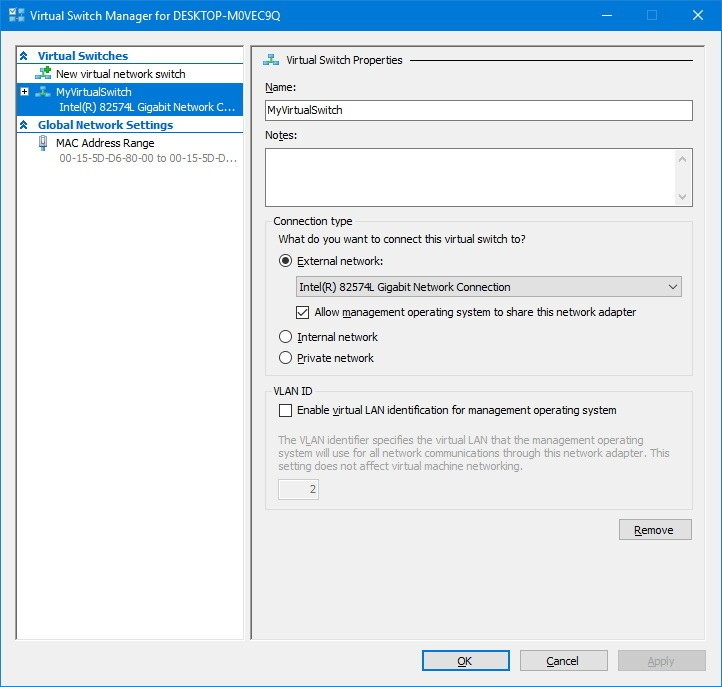 Virtual Switch Manager for DESKTOP-M0VEC9Q
Virtual Switches
New virtual network switch
MyVirtualSwitch
Intel(R) 82574L Gigabit Network C...
Global Network Settings
MAC Address Range
00-15-5D-D6-80-00 to 00-15-5D-D...
Virtual Switch Properties
Name:
MyVirtualSwitch
Notes:
Connection type
What do you want to connect this virtual switch to?
External network:
Intel(R) 82574L Gigabit Network Connection
Allow management operating system to share this network adapter
Internal network
Private network
VLAN ID
Enable virtual LAN identification for management operating system
The VLAN identifier specifies the virtual LAN that the management operating
system will use for all network communications through this network adapter. This
setting does not affect virtual machine networking.
2
Remove
OK
Cancel
Apply